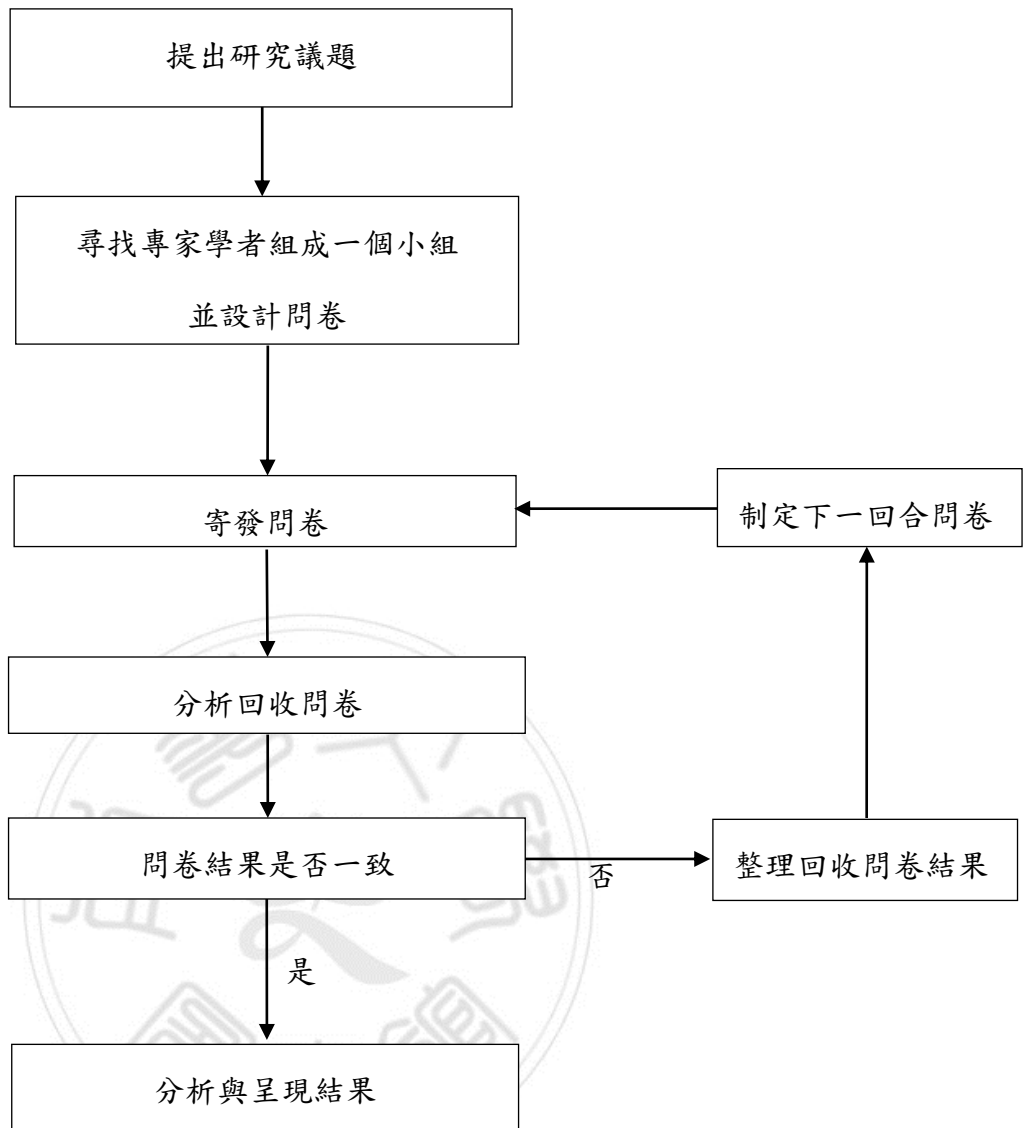 提出研究議題
尋找專家學者組成一個小組
並設計問卷
寄發問卷
制定下一回合問卷
分析回收問卷
問卷結果是否一致
否
整理回收問卷結果
是
分析與呈現結果